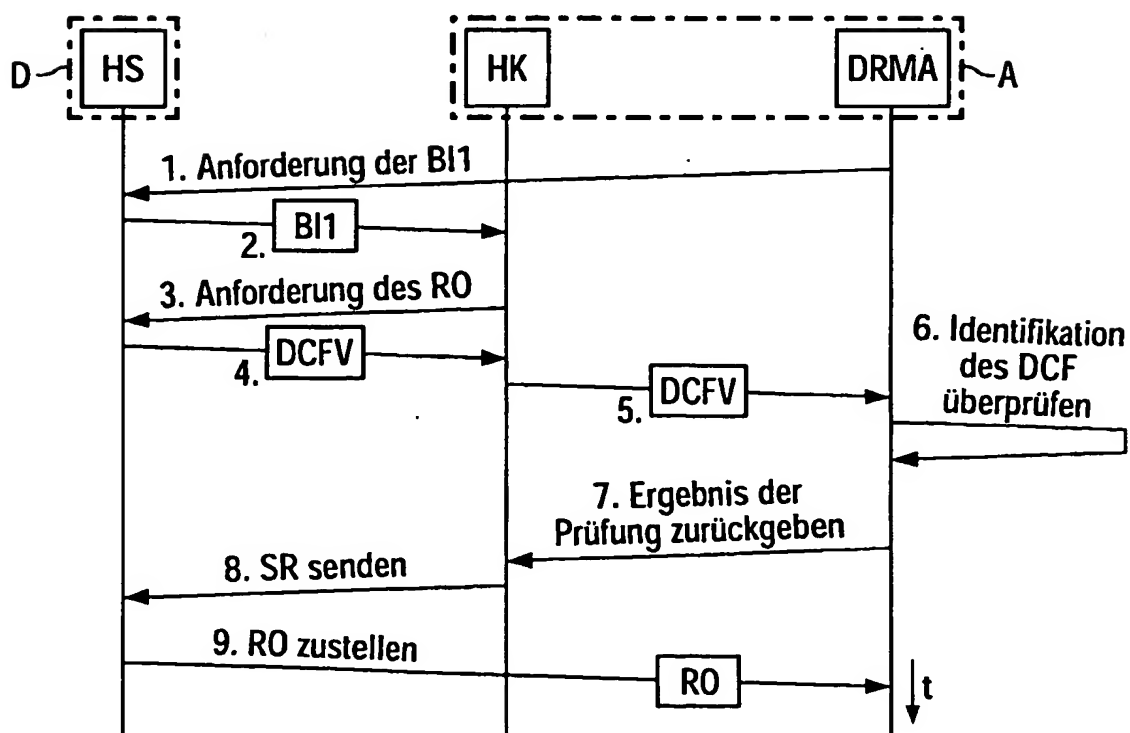 D
HS
HK
DRMA
A
1. Anforderung der BI1
2.
BI1
3. Anforderung des RO
4.
DCFV
5.
DCFV
6. Identifikation
des DCF
überprüfen
7. Ergebnis der
Prüfung zurückgeben
8. SR senden
9. RO zustellen
RO
t